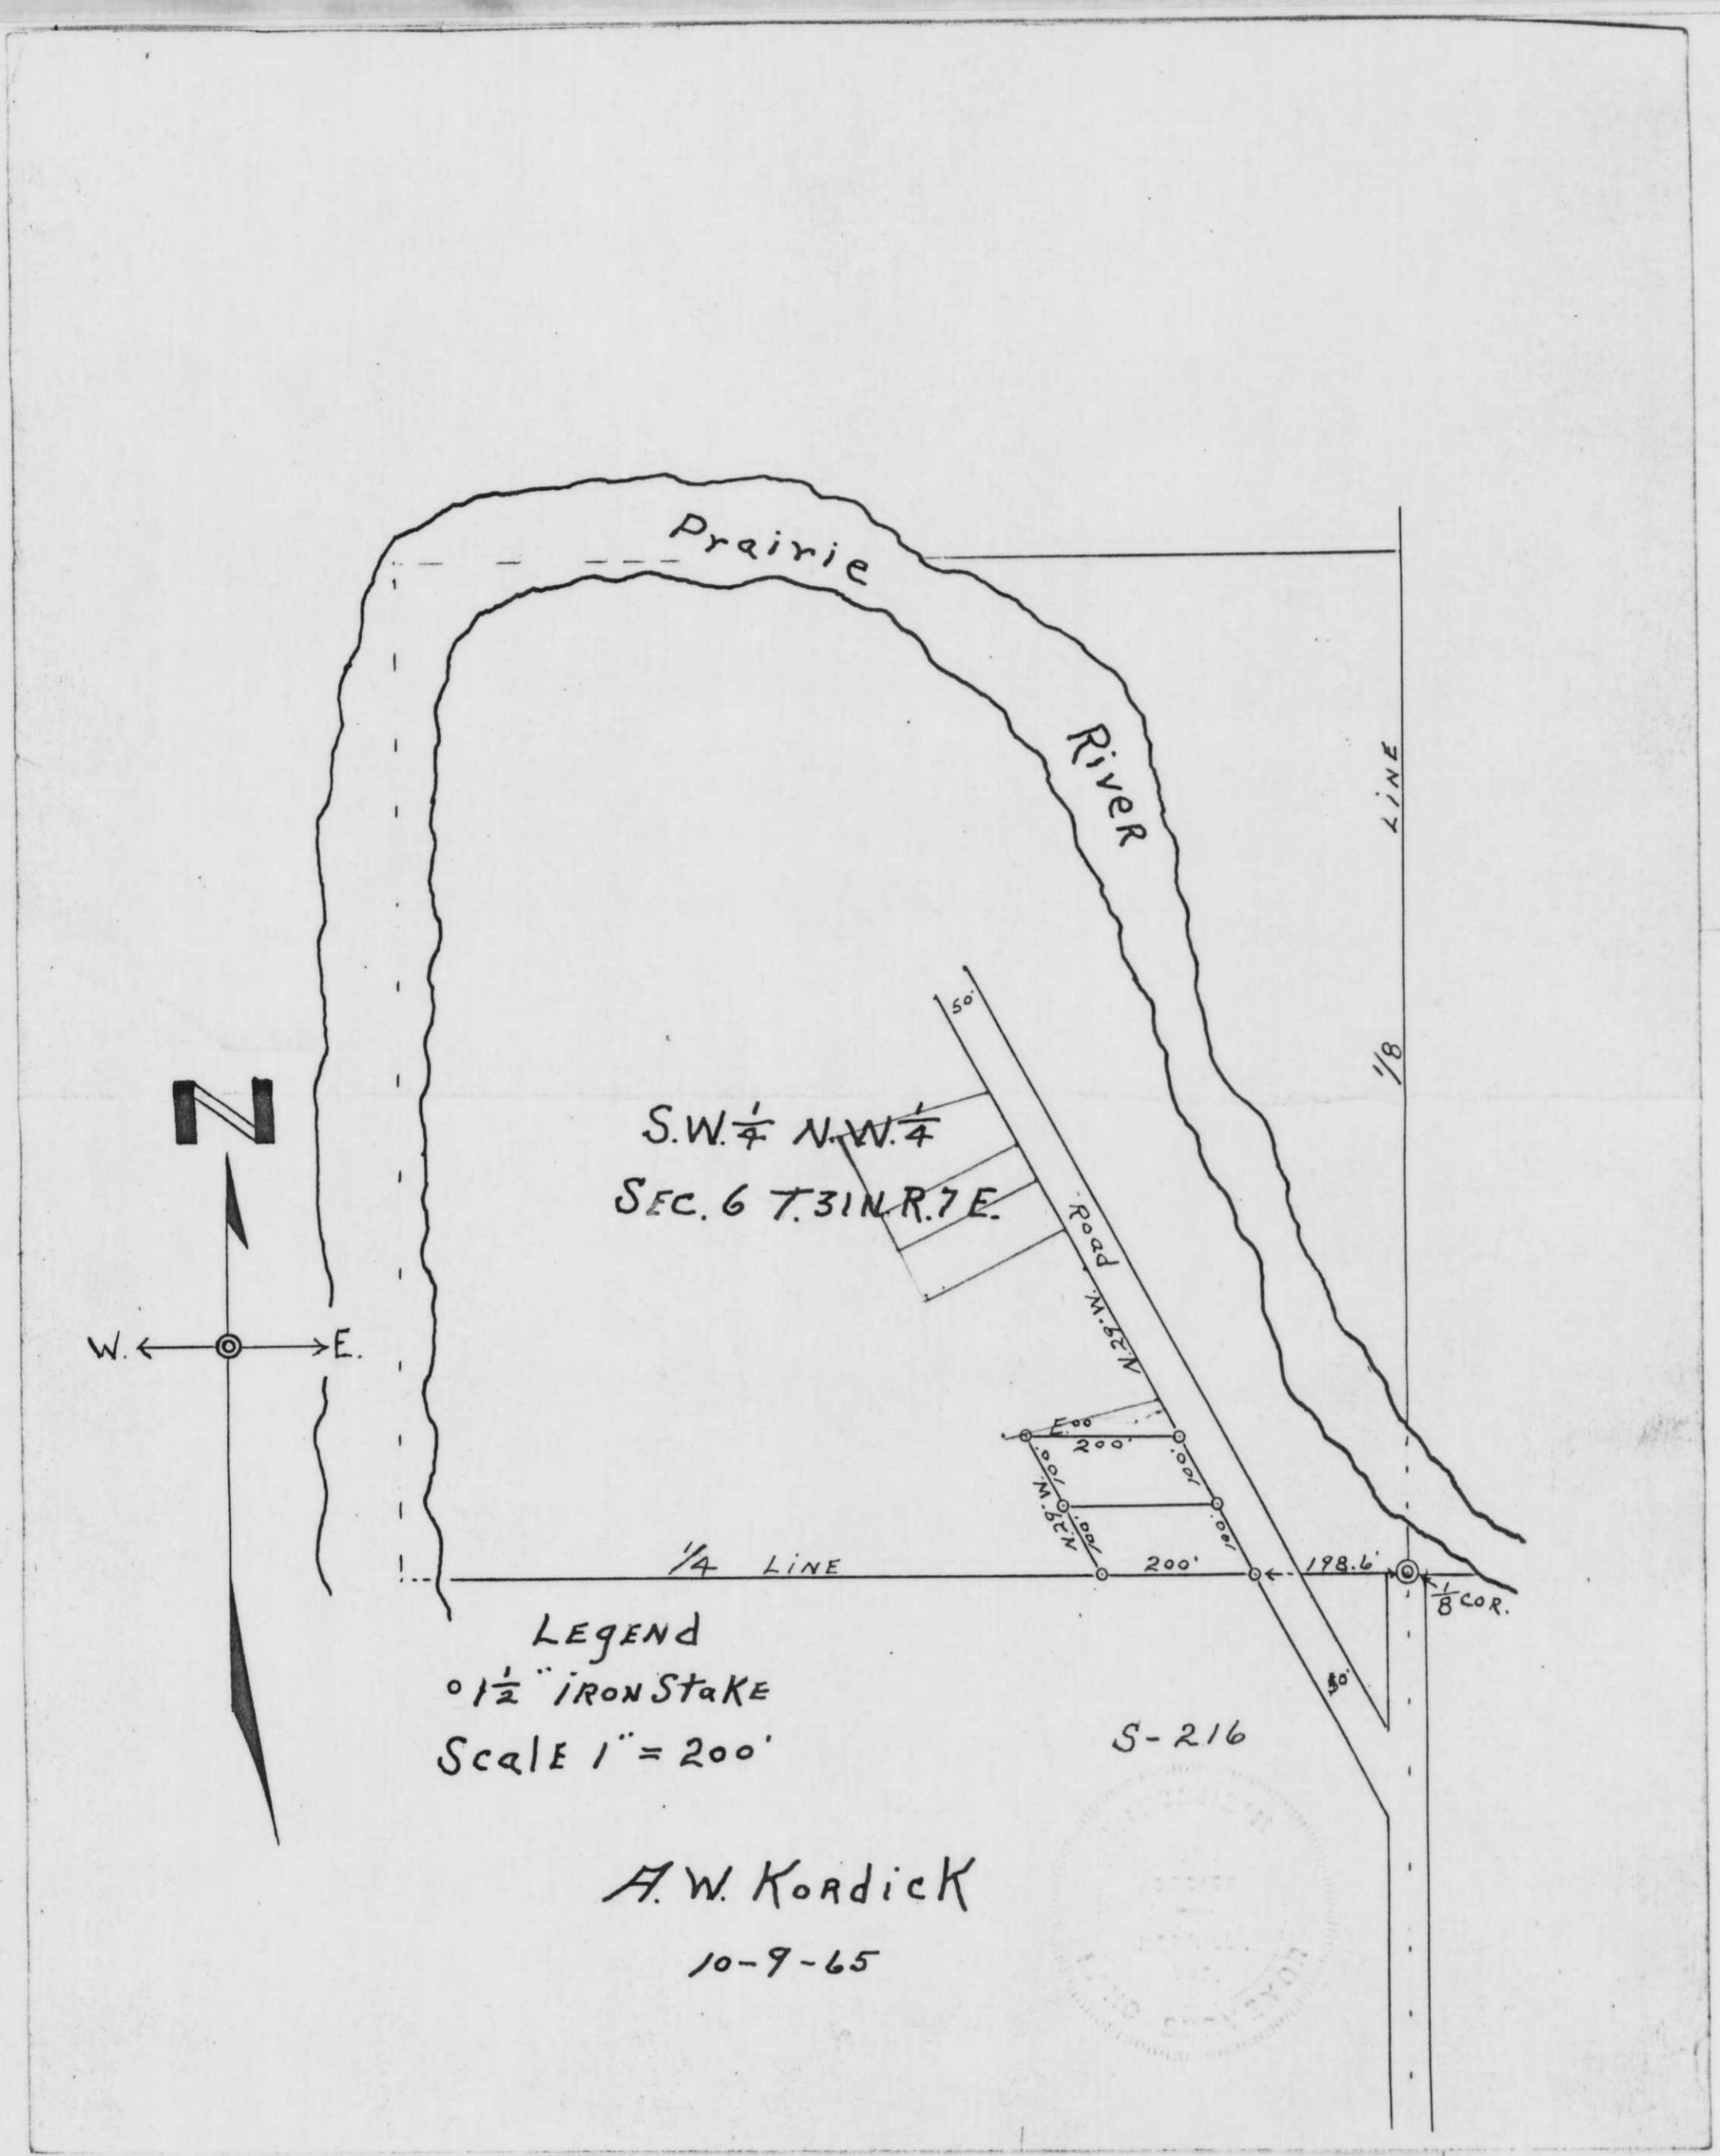 Prairie
River
LINE
1/8
50'
S.W. 1/4 N.W. 1/4
SEC. 6 T.31N.R.7E.
Road
N.29°W.
N
W.
E.
E.
200'
100'
100'
N.29°W.
100'
100'
1/4 LINE
200'
198.6'
1/8 COR.
50'
LEgENd
1 1/2" iRON StaKE
ScalE 1" = 200'
S-216
A. W. KoRdicK
10-9-65